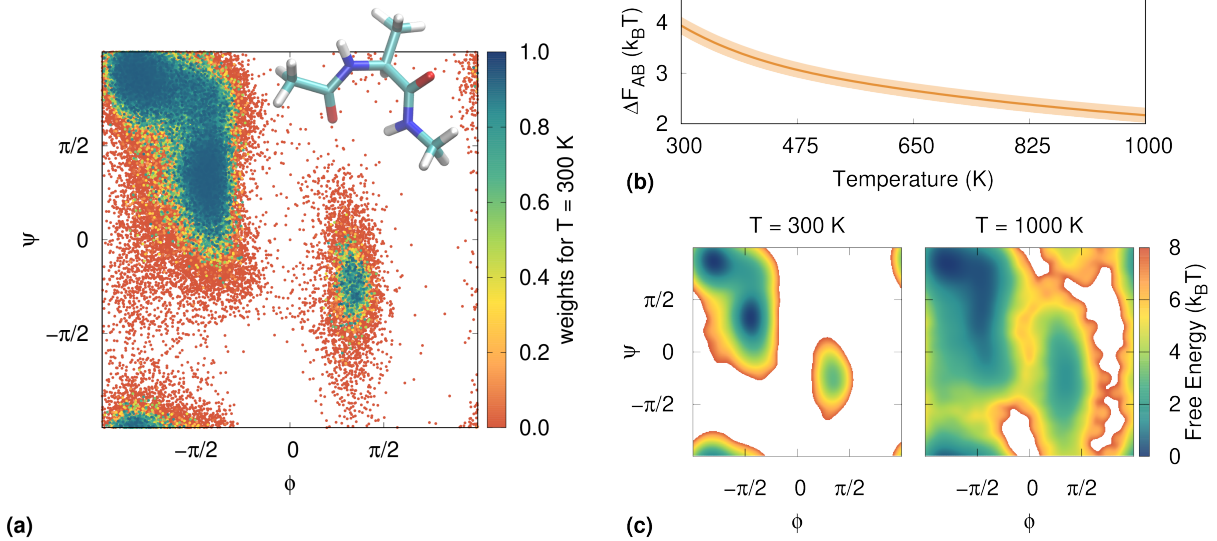 1.0
0.8
0.6
0.4
0.2
0.0
weights for T = 300 K
π/2
0
−π/2
ψ
−π/2
0
π/2
ϕ
(a)
4
3
2
ΔF_AB (k_BT)
300
475
650
825
1000
Temperature (K)
(b)
T = 300 K
T = 1000 K
π/2
0
−π/2
ψ
−π/2
0
π/2
ϕ
−π/2
0
π/2
ϕ
8
6
4
2
0
Free Energy (k_BT)
(c)